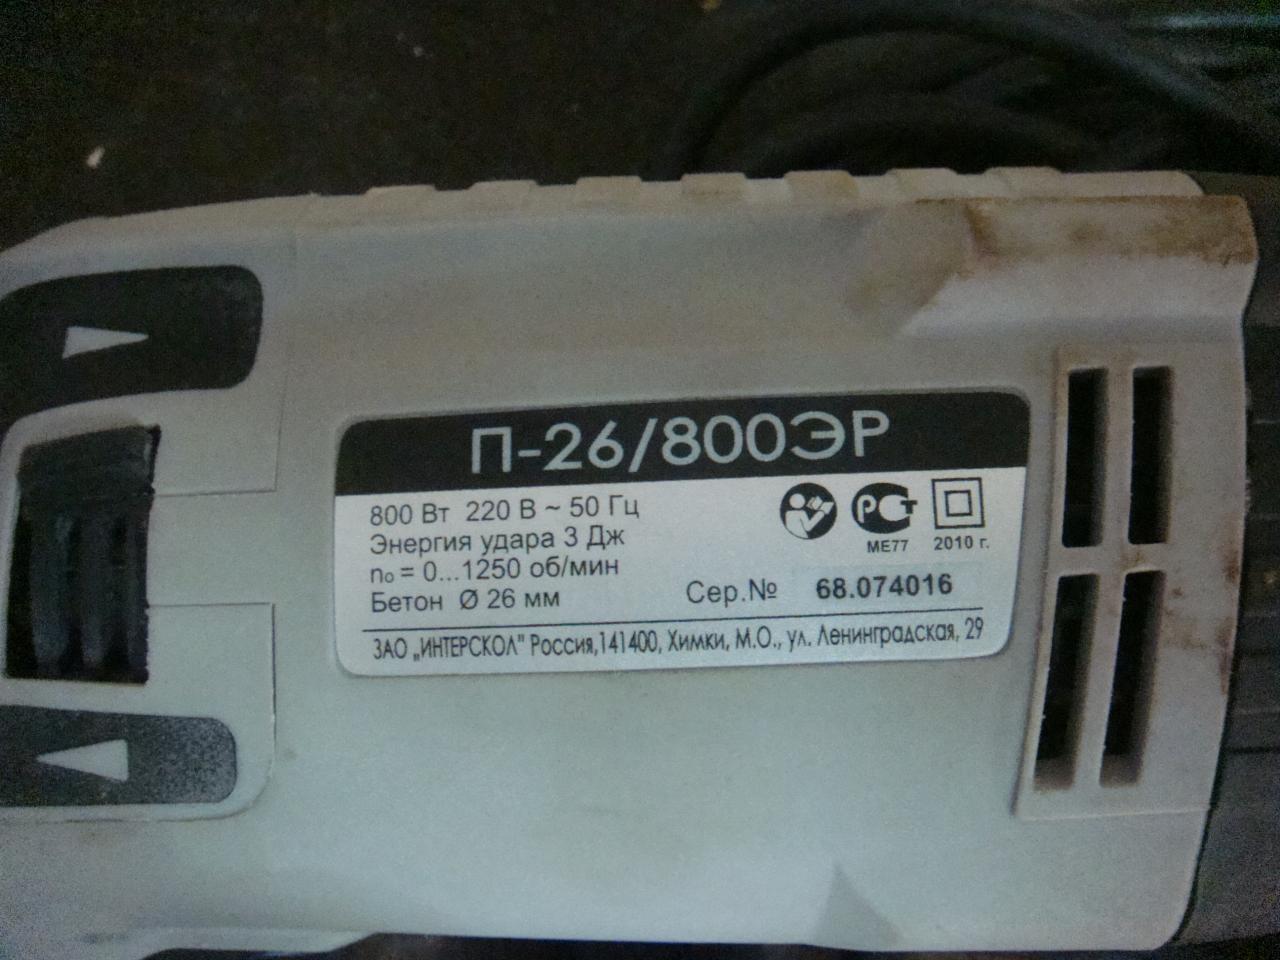 П-26/800ЭР
800 Вт 220 В ~ 50 Гц
Энергия удара 3 Дж
n₀ = 0...1250 об/мин
Бетон Ø 26 мм
РСТ
МЕ77 2010 г.
Сер.№ 68.074016
ЗАО „ИНТЕРСКОЛ" Россия,141400, Химки, М.О., ул. Ленинградская, 29